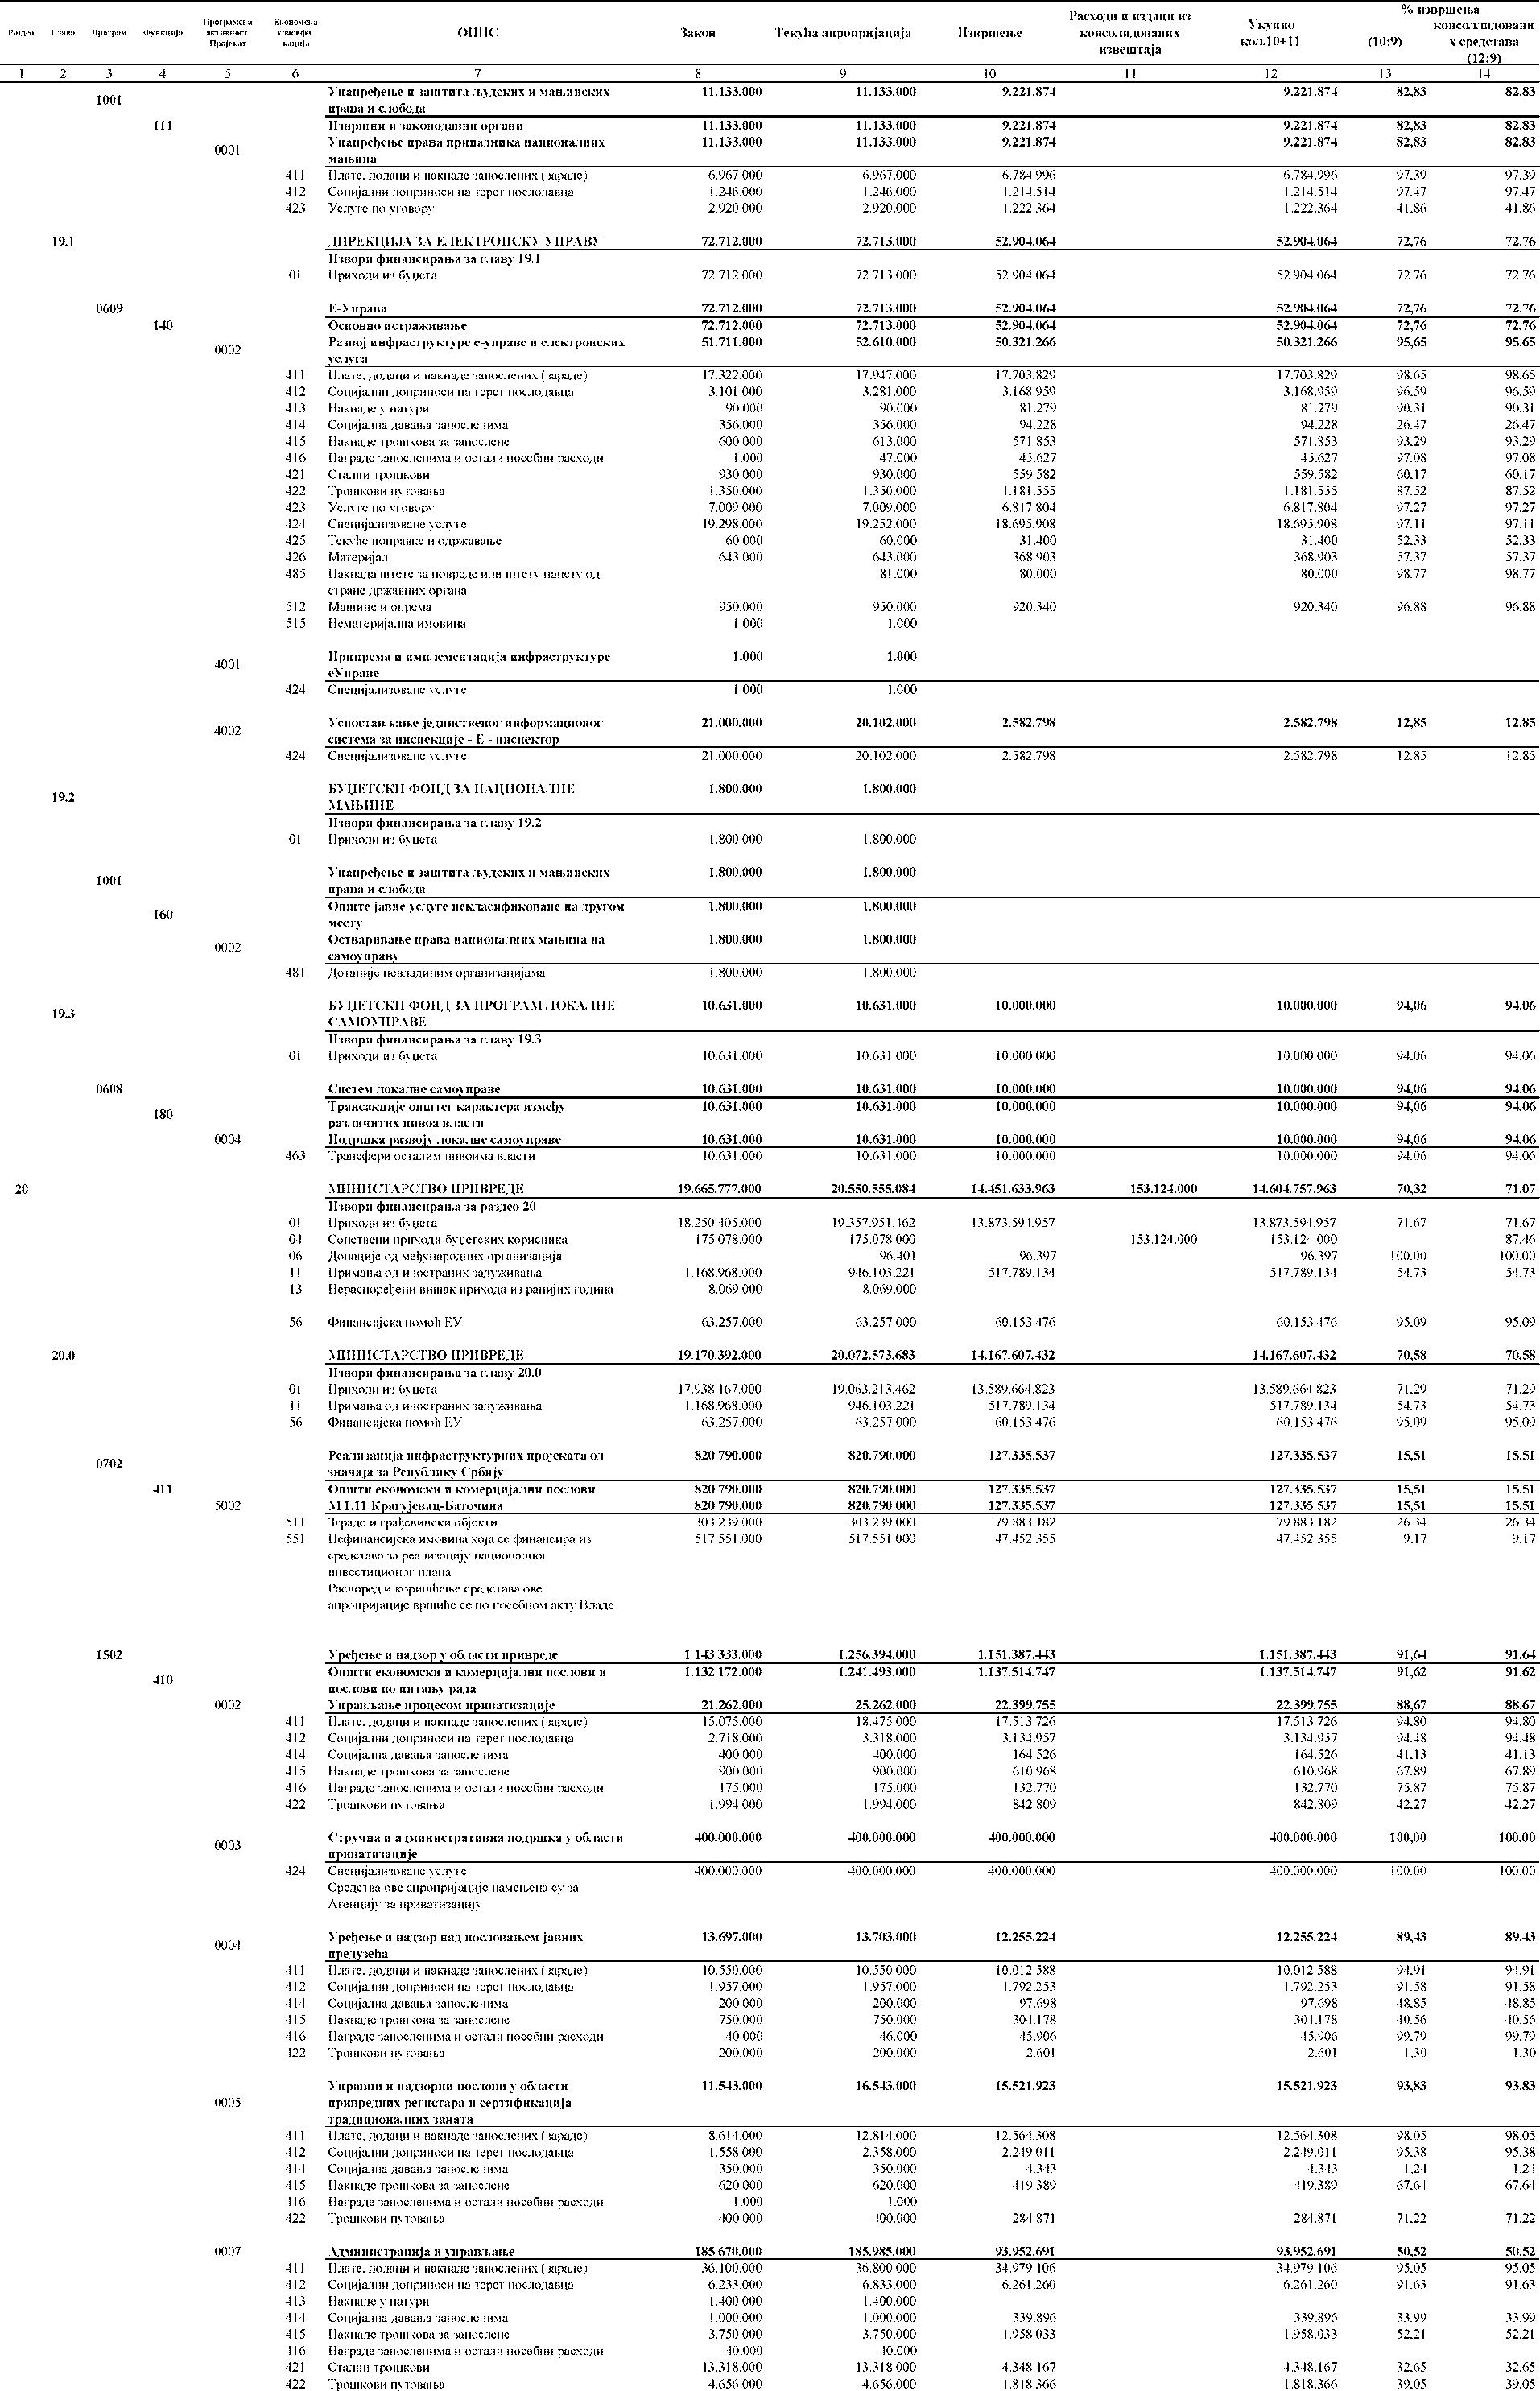 Раздео Глава Програм Функција Програмска активност Пројекат Економска класификација ОПИС Закон Текућа апропријација Извршење Расходи и издаци из консолидованих извештаја Укупно кол.10+11 % извршења (10:9) консолидованих средстава (12:9)
1 2 3 4 5 6 7 8 9 10 11 12 13 14
1001 Унапређење и заштита људских и мањинских 11.133.000 11.133.000 9.221.874 9.221.874 82,83 82,83
права и слобода
111 Извршни и законодавни органи 11.133.000 11.133.000 9.221.874 9.221.874 82,83 82,83
0001 Унапређење права припадника националних 11.133.000 11.133.000 9.221.874 9.221.874 82,83 82,83
мањина
411 Плате, додаци и накнаде запослених (зараде) 6.967.000 6.967.000 6.784.996 6.784.996 97,39 97,39
412 Социјални доприноси на терет послодавца 1.246.000 1.246.000 1.214.514 1.214.514 97,47 97,47
423 Услуге по уговору 2.920.000 2.920.000 1.222.364 1.222.364 41,86 41,86
19.1 ДИРЕКЦИЈА ЗА ЕЛЕКТРОНСКУ УПРАВУ 72.712.000 72.713.000 52.904.064 52.904.064 72,76 72,76
Извори финансирања за главу 19.1
01 Приходи из буџета 72.712.000 72.713.000 52.904.064 52.904.064 72,76 72,76
0609 Е-Управа 72.712.000 72.713.000 52.904.064 52.904.064 72,76 72,76
140 Основно истраживање 72.712.000 72.713.000 52.904.064 52.904.064 72,76 72,76
0002 Развој инфраструктуре е-управе и електронских 51.711.000 52.610.000 50.321.266 50.321.266 95,65 95,65
услуга
411 Плате, додаци и накнаде запослених (зараде) 17.322.000 17.947.000 17.703.829 17.703.829 98,65 98,65
412 Социјални доприноси на терет послодавца 3.101.000 3.281.000 3.168.959 3.168.959 96,59 96,59
413 Накнаде у натури 90.000 90.000 81.279 81.279 90,31 90,31
414 Социјална давања запосленима 356.000 356.000 94.228 94.228 26,47 26,47
415 Накнаде трошкова за запослене 600.000 613.000 571.853 571.853 93,29 93,29
416 Награде запосленима и остали посебни расходи 1.000 47.000 45.627 45.627 97,08 97,08
421 Стални трошкови 930.000 930.000 559.582 559.582 60,17 60,17
422 Трошкови путовања 1.350.000 1.350.000 1.181.555 1.181.555 87,52 87,52
423 Услуге по уговору 7.009.000 7.009.000 6.817.804 6.817.804 97,27 97,27
424 Специјализоване услуге 19.298.000 19.252.000 18.695.908 18.695.908 97,11 97,11
425 Текуће поправке и одржавање 60.000 60.000 31.400 31.400 52,33 52,33
426 Материјал 643.000 643.000 368.903 368.903 57,37 57,37
485 Накнада штете за повреде или штету нанету од 81.000 80.000 80.000 98,77 98,77
стране државних органа
512 Машине и опрема 950.000 950.000 920.340 920.340 96,88 96,88
515 Нематеријална имовина 1.000 1.000
4001 Припрема и имплементација инфраструктуре 1.000 1.000
еУправе
424 Специјализоване услуге 1.000 1.000
4002 Успостављање јединственог информационог 21.000.000 20.102.000 2.582.798 2.582.798 12,85 12,85
система за инспекције - Е - инспектор
424 Специјализоване услуге 21.000.000 20.102.000 2.582.798 2.582.798 12,85 12,85
19.2 БУЏЕТСКИ ФОНД ЗА НАЦИОНАЛНЕ 1.800.000 1.800.000
МАЊИНЕ
Извори финансирања за главу 19.2
01 Приходи из буџета 1.800.000 1.800.000
1001 Унапређење и заштита људских и мањинских 1.800.000 1.800.000
права и слобода
160 Опште јавне услуге некласификоване на другом 1.800.000 1.800.000
месту
0002 Остваривање права националних мањина на 1.800.000 1.800.000
самоуправу
481 Дотације невладиним организацијама 1.800.000 1.800.000
19.3 БУЏЕТСКИ ФОНД ЗА ПРОГРАМ ЛОКАЛНЕ 10.631.000 10.631.000 10.000.000 10.000.000 94,06 94,06
САМОУПРАВЕ
Извори финансирања за главу 19.3
01 Приходи из буџета 10.631.000 10.631.000 10.000.000 10.000.000 94,06 94,06
0608 Систем локалне самоуправе 10.631.000 10.631.000 10.000.000 10.000.000 94,06 94,06
180 Трансакције општег карактера између 10.631.000 10.631.000 10.000.000 10.000.000 94,06 94,06
различитих нивоа власти
0004 Подршка развоју локалне самоуправе 10.631.000 10.631.000 10.000.000 10.000.000 94,06 94,06
463 Трансфери осталим нивоима власти 10.631.000 10.631.000 10.000.000 10.000.000 94,06 94,06
20 МИНИСТАРСТВО ПРИВРЕДЕ 19.665.777.000 20.550.555.084 14.451.633.963 153.124.000 14.604.757.963 70,32 71,07
Извори финансирања за раздео 20
01 Приходи из буџета 18.250.405.000 19.357.951.462 13.873.594.957 13.873.594.957 71,67 71,67
04 Сопствени приходи буџетских корисника 175.078.000 175.078.000 153.124.000 153.124.000 87,46
06 Донације од међународних организација 96.401 96.397 96.397 100,00 100,00
11 Примања од иностраних задуживања 1.168.968.000 946.103.221 517.789.134 517.789.134 54,73 54,73
13 Нераспоређени вишак прихода из ранијих година 8.069.000 8.069.000
56 Финансијска помоћ ЕУ 63.257.000 63.257.000 60.153.476 60.153.476 95,09 95,09
20.0 МИНИСТАРСТВО ПРИВРЕДЕ 19.170.392.000 20.072.573.683 14.167.607.432 14.167.607.432 70,58 70,58
Извори финансирања за главу 20.0
01 Приходи из буџета 17.938.167.000 19.063.213.462 13.589.664.823 13.589.664.823 71,29 71,29
11 Примања од иностраних задуживања 1.168.968.000 946.103.221 517.789.134 517.789.134 54,73 54,73
56 Финансијска помоћ ЕУ 63.257.000 63.257.000 60.153.476 60.153.476 95,09 95,09
0702 Реализација инфраструктурних пројеката од 820.790.000 820.790.000 127.335.537 127.335.537 15,51 15,51
значаја за Републику Србију
411 Општи економски и комерцијални послови 820.790.000 820.790.000 127.335.537 127.335.537 15,51 15,51
5002 М 1.11 Крагујевац-Баточина 820.790.000 820.790.000 127.335.537 127.335.537 15,51 15,51
511 Зграде и грађевински објекти 303.239.000 303.239.000 79.883.182 79.883.182 26,34 26,34
551 Нефинансијска имовина која се финансира из 517.551.000 517.551.000 47.452.355 47.452.355 9,17 9,17
средстава за реализацију националног
инвестиционог плана
Распоред и коришћење средстава ове
апропријације вршиће се по посебном акту Владе
1502 Уређење и надзор у области привреде 1.143.333.000 1.256.394.000 1.151.387.443 1.151.387.443 91,64 91,64
410 Општи економски и комерцијални послови и 1.132.172.000 1.241.493.000 1.137.514.747 1.137.514.747 91,62 91,62
послови по питању рада
0002 Управљање процесом приватизације 21.262.000 25.262.000 22.399.755 22.399.755 88,67 88,67
411 Плате, додаци и накнаде запослених (зараде) 15.075.000 18.475.000 17.513.726 17.513.726 94,80 94,80
412 Социјални доприноси на терет послодавца 2.718.000 3.318.000 3.134.957 3.134.957 94,48 94,48
414 Социјална давања запосленима 400.000 400.000 164.526 164.526 41,13 41,13
415 Накнаде трошкова за запослене 900.000 900.000 610.968 610.968 67,89 67,89
416 Награде запосленима и остали посебни расходи 175.000 175.000 132.770 132.770 75,87 75,87
422 Трошкови путовања 1.994.000 1.994.000 842.809 842.809 42,27 42,27
0003 Стручна и административна подршка у области 400.000.000 400.000.000 400.000.000 400.000.000 100,00 100,00
приватизације
424 Специјализоване услуге 400.000.000 400.000.000 400.000.000 400.000.000 100,00 100,00
Средства ове апропријације намењена су за
Агенцију за приватизацију
0004 Уређење и надзор над пословањем јавних 13.697.000 13.703.000 12.255.224 12.255.224 89,43 89,43
предузећа
411 Плате, додаци и накнаде запослених (зараде) 10.550.000 10.550.000 10.012.588 10.012.588 94,91 94,91
412 Социјални доприноси на терет послодавца 1.957.000 1.957.000 1.792.253 1.792.253 91,58 91,58
414 Социјална давања запосленима 200.000 200.000 97.698 97.698 48,85 48,85
415 Накнаде трошкова за запослене 750.000 750.000 304.178 304.178 40,56 40,56
416 Награде запосленима и остали посебни расходи 40.000 46.000 45.906 45.906 99,79 99,79
422 Трошкови путовања 200.000 200.000 2.601 2.601 1,30 1,30
0005 Управни и надзорни послови у области 11.543.000 16.543.000 15.521.923 15.521.923 93,83 93,83
привредних регистара и сертификација
традиционалних заната
411 Плате, додаци и накнаде запослених (зараде) 8.614.000 12.814.000 12.564.308 12.564.308 98,05 98,05
412 Социјални доприноси на терет послодавца 1.558.000 2.358.000 2.249.011 2.249.011 95,38 95,38
414 Социјална давања запосленима 350.000 350.000 4.343 4.343 1,24 1,24
415 Накнаде трошкова за запослене 620.000 620.000 419.389 419.389 67,64 67,64
416 Награде запосленима и остали посебни расходи 1.000 1.000
422 Трошкови путовања 400.000 400.000 284.871 284.871 71,22 71,22
0007 Администрација и управљање 185.670.000 185.985.000 93.952.691 93.952.691 50,52 50,52
411 Плате, додаци и накнаде запослених (зараде) 36.100.000 36.800.000 34.979.106 34.979.106 95,05 95,05
412 Социјални доприноси на терет послодавца 6.233.000 6.833.000 6.261.260 6.261.260 91,63 91,63
413 Накнаде у натури 1.400.000 1.400.000
414 Социјална давања запосленима 1.000.000 1.000.000 339.896 339.896 33,99 33,99
415 Накнаде трошкова за запослене 3.750.000 3.750.000 1.958.033 1.958.033 52,21 52,21
416 Награде запосленима и остали посебни расходи 40.000 40.000
421 Стални трошкови 13.318.000 13.318.000 4.348.167 4.348.167 32,65 32,65
422 Трошкови путовања 4.656.000 4.656.000 1.818.366 1.818.366 39,05 39,05